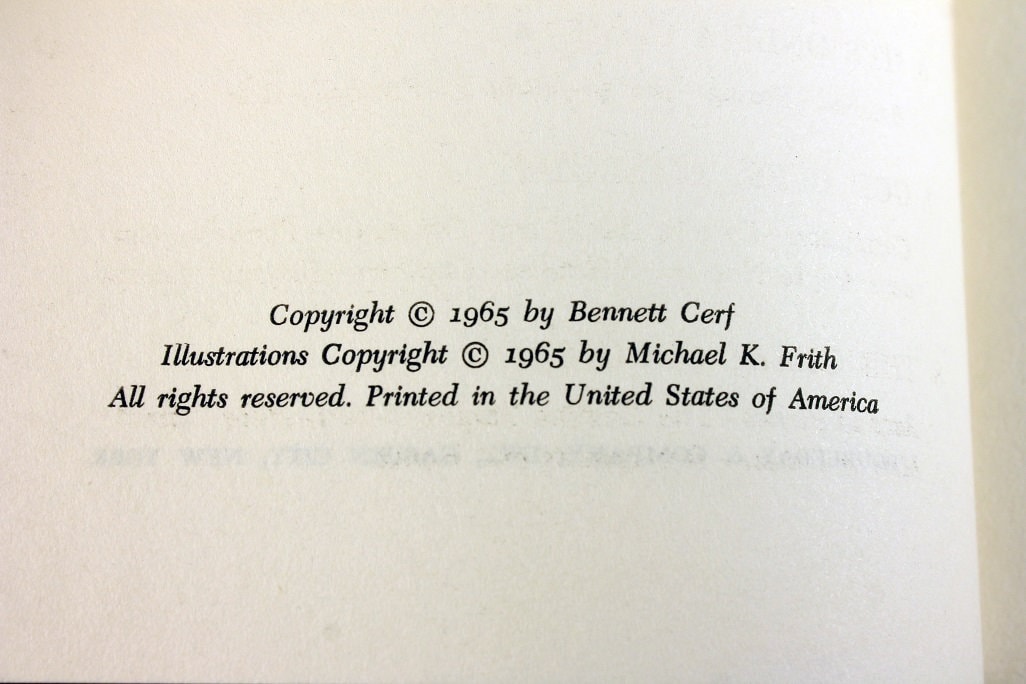 Copyright © 1965 by Bennett Cerf
Illustrations Copyright © 1965 by Michael K. Frith
All rights reserved. Printed in the United States of America